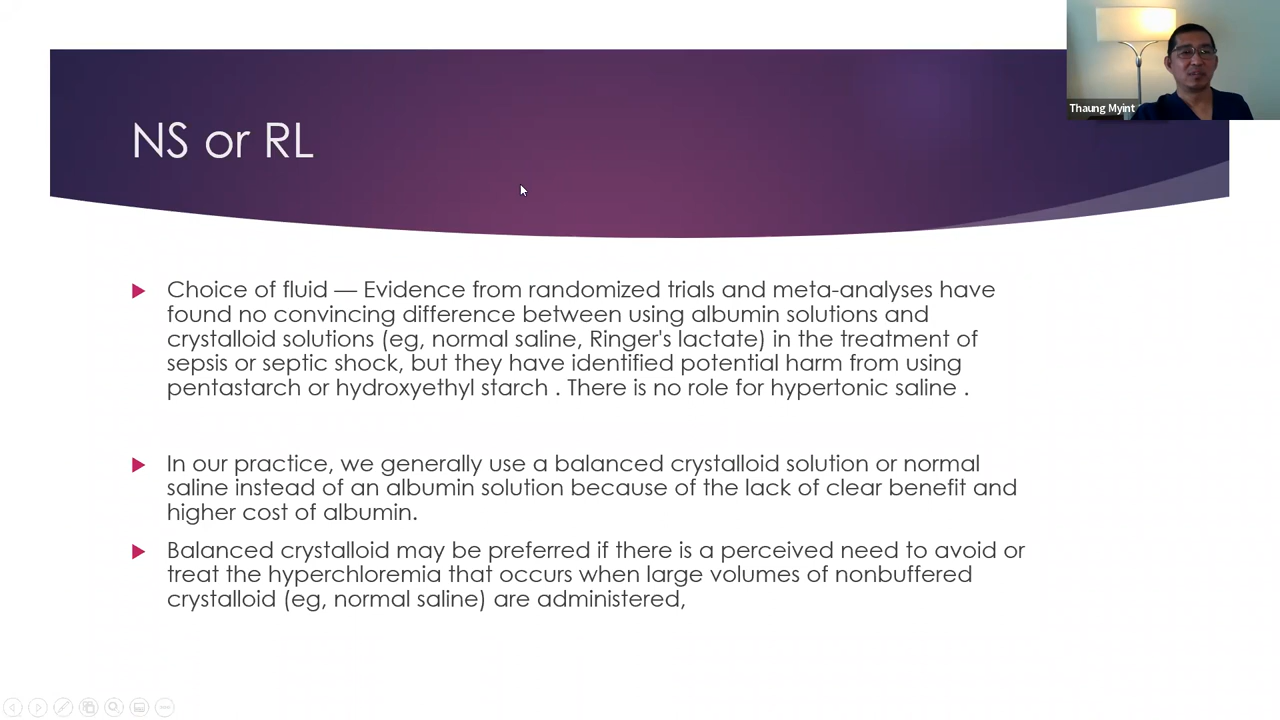 Thaung Myint
NS or RL
Choice of fluid — Evidence from randomized trials and meta-analyses have
found no convincing difference between using albumin solutions and
crystalloid solutions (eg, normal saline, Ringer's lactate) in the treatment of
sepsis or septic shock, but they have identified potential harm from using
pentastarch or hydroxyethyl starch . There is no role for hypertonic saline .
In our practice, we generally use a balanced crystalloid solution or normal
saline instead of an albumin solution because of the lack of clear benefit and
higher cost of albumin.
Balanced crystalloid may be preferred if there is a perceived need to avoid or
treat the hyperchloremia that occurs when large volumes of nonbuffered
crystalloid (eg, normal saline) are administered,